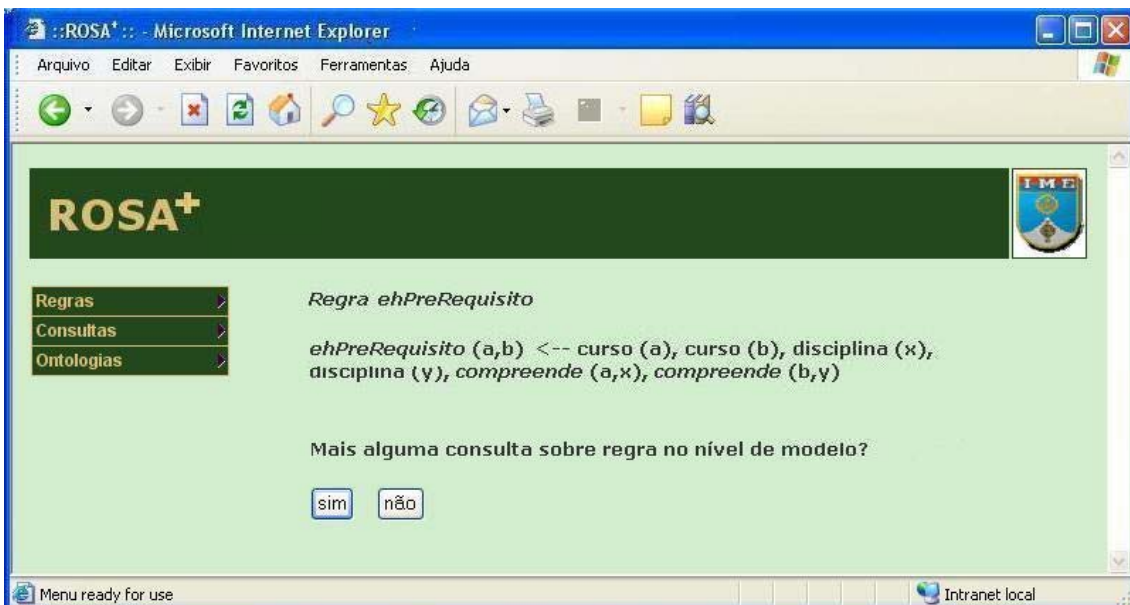 ::ROSA+:: - Microsoft Internet Explorer
Arquivo Editar Exibir Favoritos Ferramentas Ajuda
ROSA+
IME
Regras
Consultas
Ontologias
Regra ehPreRequisito
ehPreRequisito (a,b) <-- curso (a), curso (b), disciplina (x),
disciplina (y), compreende (a,x), compreende (b,y)
Mais alguma consulta sobre regra no nível de modelo?
sim não
Menu ready for use Intranet local